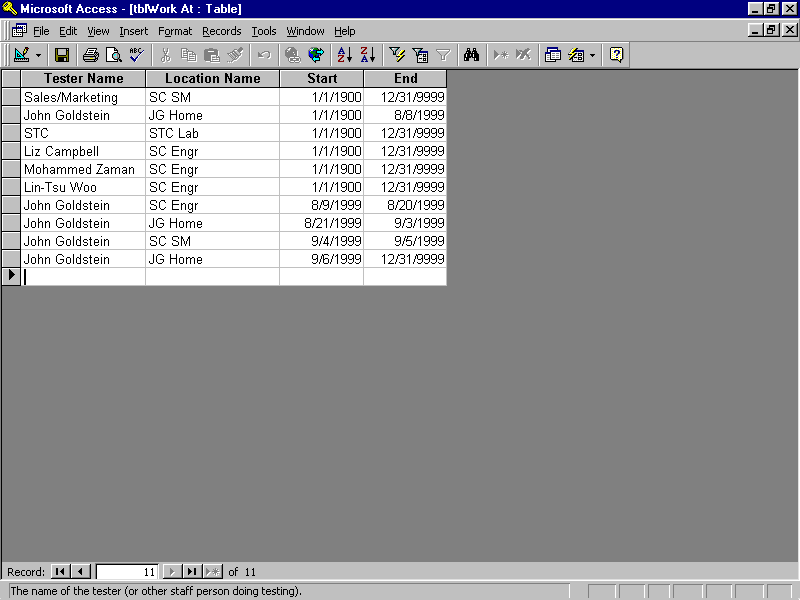 Microsoft Access - [tblWork At : Table]
File Edit View Insert Format Records Tools Window Help
Tester Name Location Name Start End
Sales/Marketing SC SM 1/1/1900 12/31/9999
John Goldstein JG Home 1/1/1900 8/8/1999
STC STC Lab 1/1/1900 12/31/9999
Liz Campbell SC Engr 1/1/1900 12/31/9999
Mohammed Zaman SC Engr 1/1/1900 12/31/9999
Lin-Tsu Woo SC Engr 1/1/1900 12/31/9999
John Goldstein SC Engr 8/9/1999 8/20/1999
John Goldstein JG Home 8/21/1999 9/3/1999
John Goldstein SC SM 9/4/1999 9/5/1999
John Goldstein JG Home 9/6/1999 12/31/9999
Record: 11 of 11
The name of the tester (or other staff person doing testing).